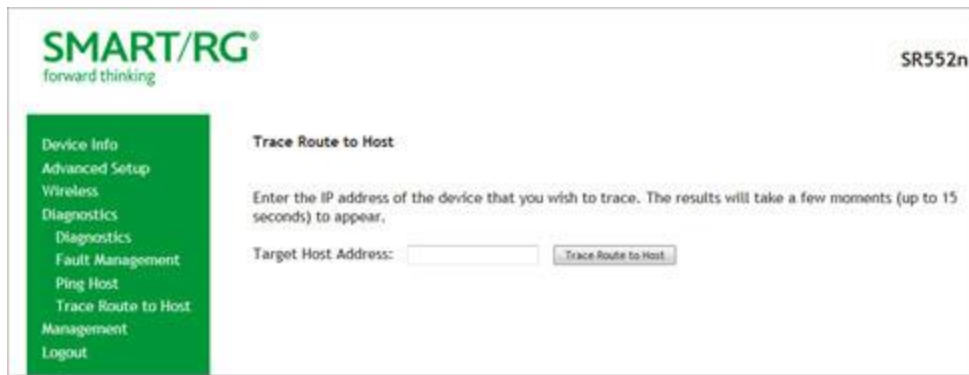 SMART/RG®
forward thinking
SR552n
Device Info
Advanced Setup
Wireless
Diagnostics
Diagnostics
Fault Management
Ping Host
Trace Route to Host
Management
Logout
Trace Route to Host
Enter the IP address of the device that you wish to trace. The results will take a few moments (up to 15
seconds) to appear.
Target Host Address:
Trace Route to Host